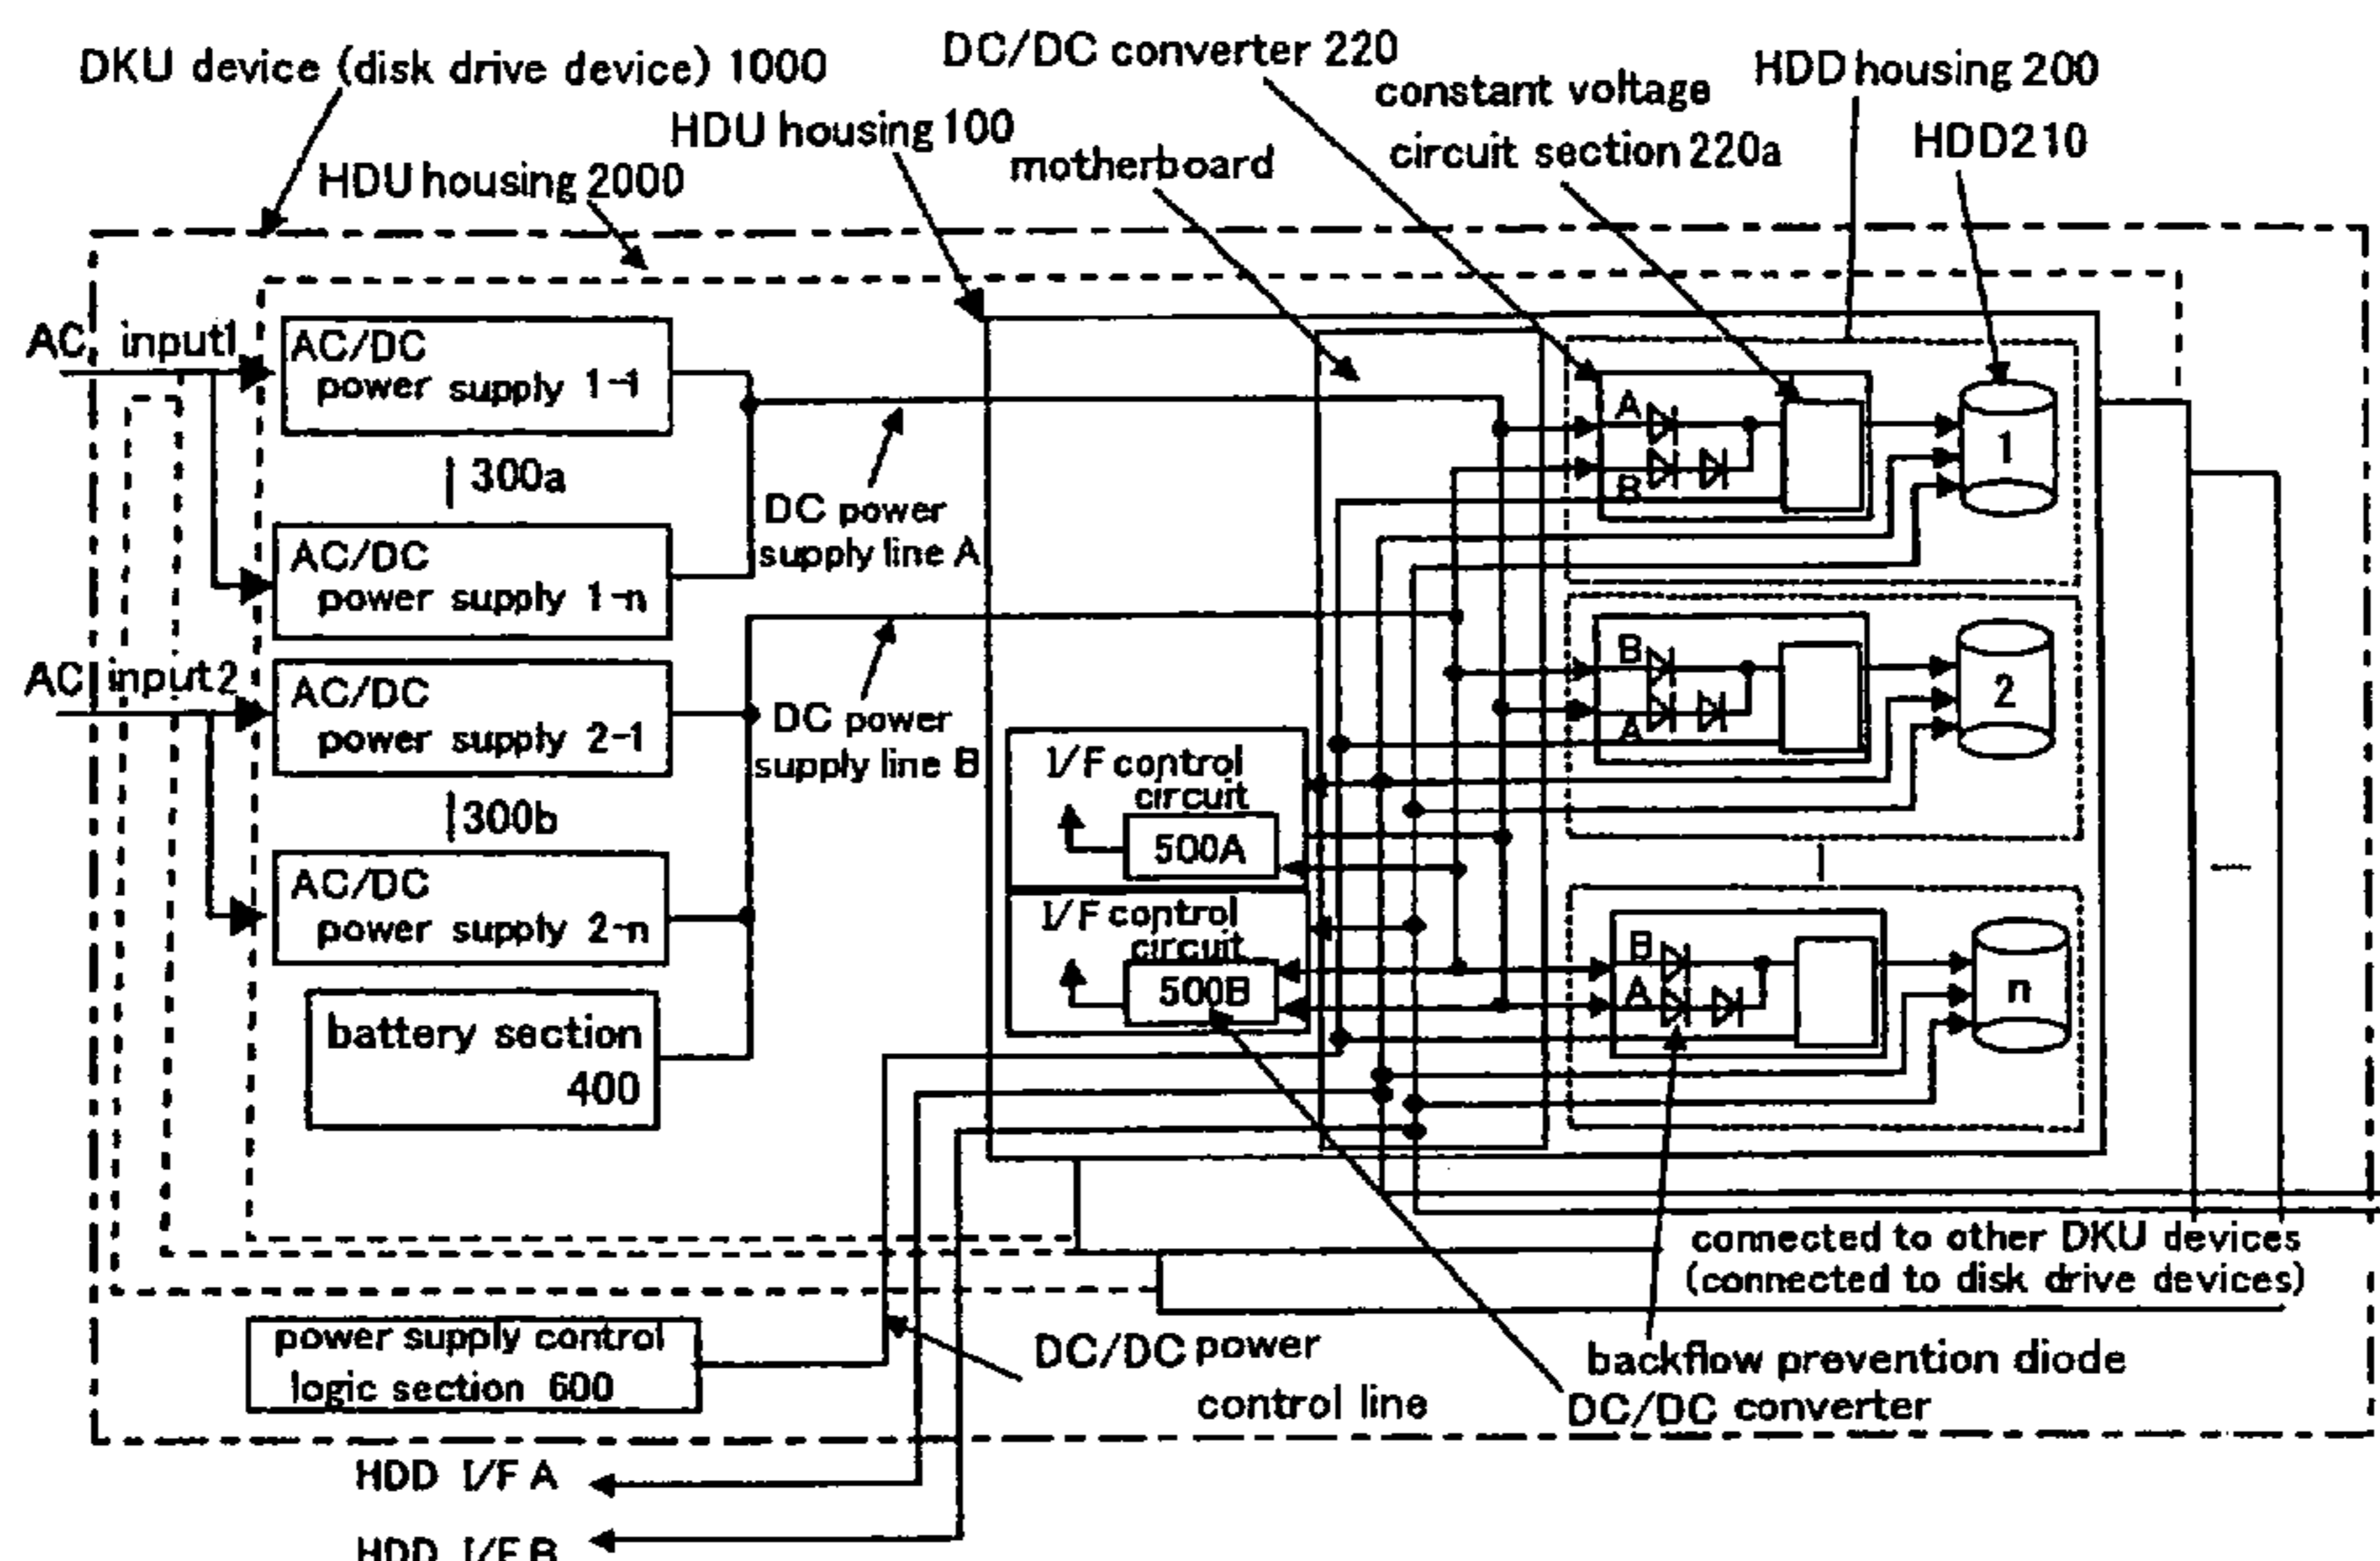 DKU device (disk drive device) 1000
DC/DC converter 220
HDD housing 200
constant voltage
circuit section 220a
HDU housing 100
HDD210
motherboard
HDU housing 2000
AC input1
AC/DC
power supply 1-1
300a
AC/DC
power supply 1-n
DC power
supply line A
AC input2
AC/DC
power supply 2-1
300b
AC/DC
power supply 2-n
DC power
supply line B
battery section
400
I/F control
circuit
500A
I/F control
circuit
500B
A
B
1
B
A
2
B
A
n
connected to other DKU devices
(connected to disk drive devices)
power supply control
logic section 600
DC/DC power
control line
backflow prevention diode
DC/DC converter
HDD I/F A
HDD I/F B